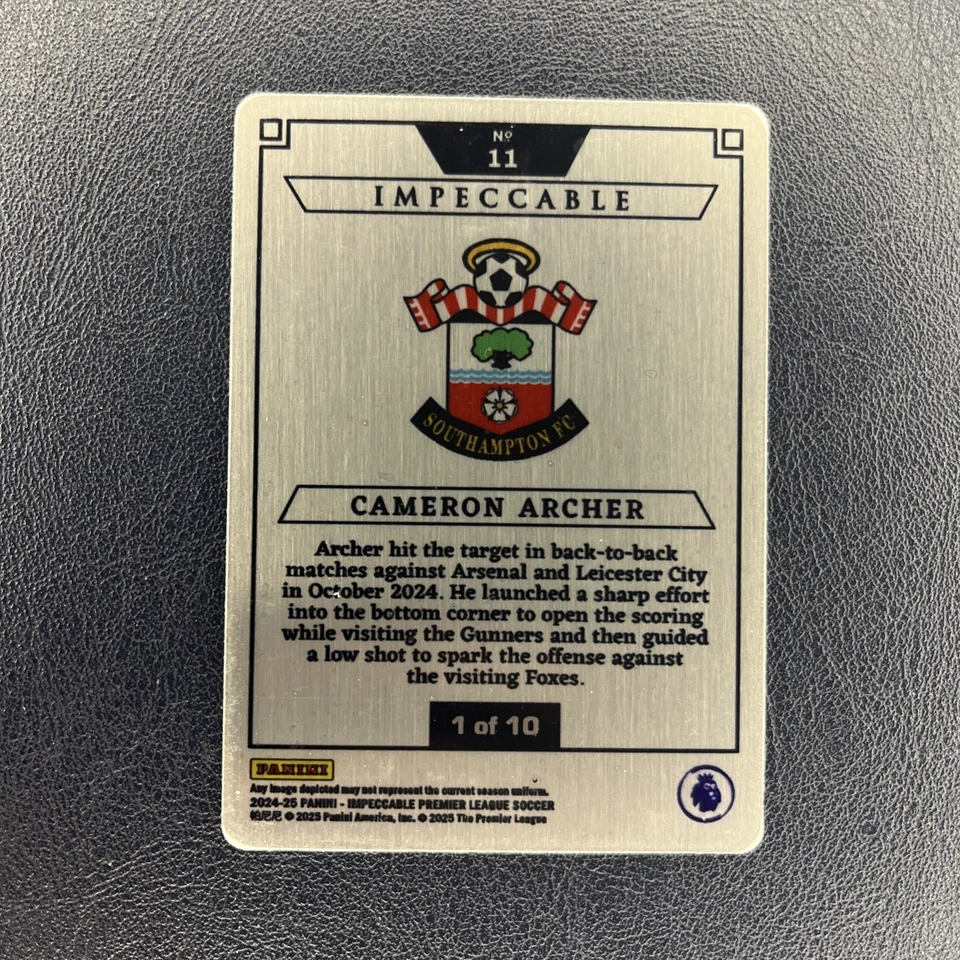 Nº
11
IMPECCABLE
SOUTHAMPTON FC
CAMERON ARCHER
Archer hit the target in back-to-back
matches against Arsenal and Leicester City
in October 2024. He launched a sharp effort
into the bottom corner to open the scoring
while visiting the Gunners and then guided
a low shot to spark the offense against
the visiting Foxes.
1 of 10
PANINI
Any image depicted may not represent the current season uniform.
2024-25 PANINI - IMPECCABLE PREMIER LEAGUE SOCCER
帕尼尼 © 2025 Panini America, Inc. © 2025 The Premier League